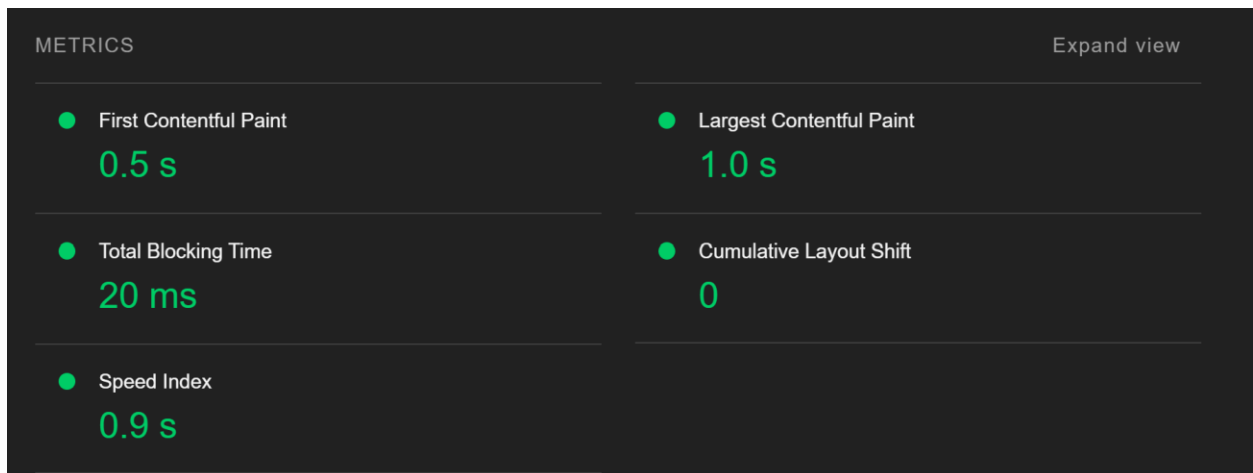 METRICS
Expand view
First Contentful Paint
0.5 s
Largest Contentful Paint
1.0 s
Total Blocking Time
20 ms
Cumulative Layout Shift
0
Speed Index
0.9 s